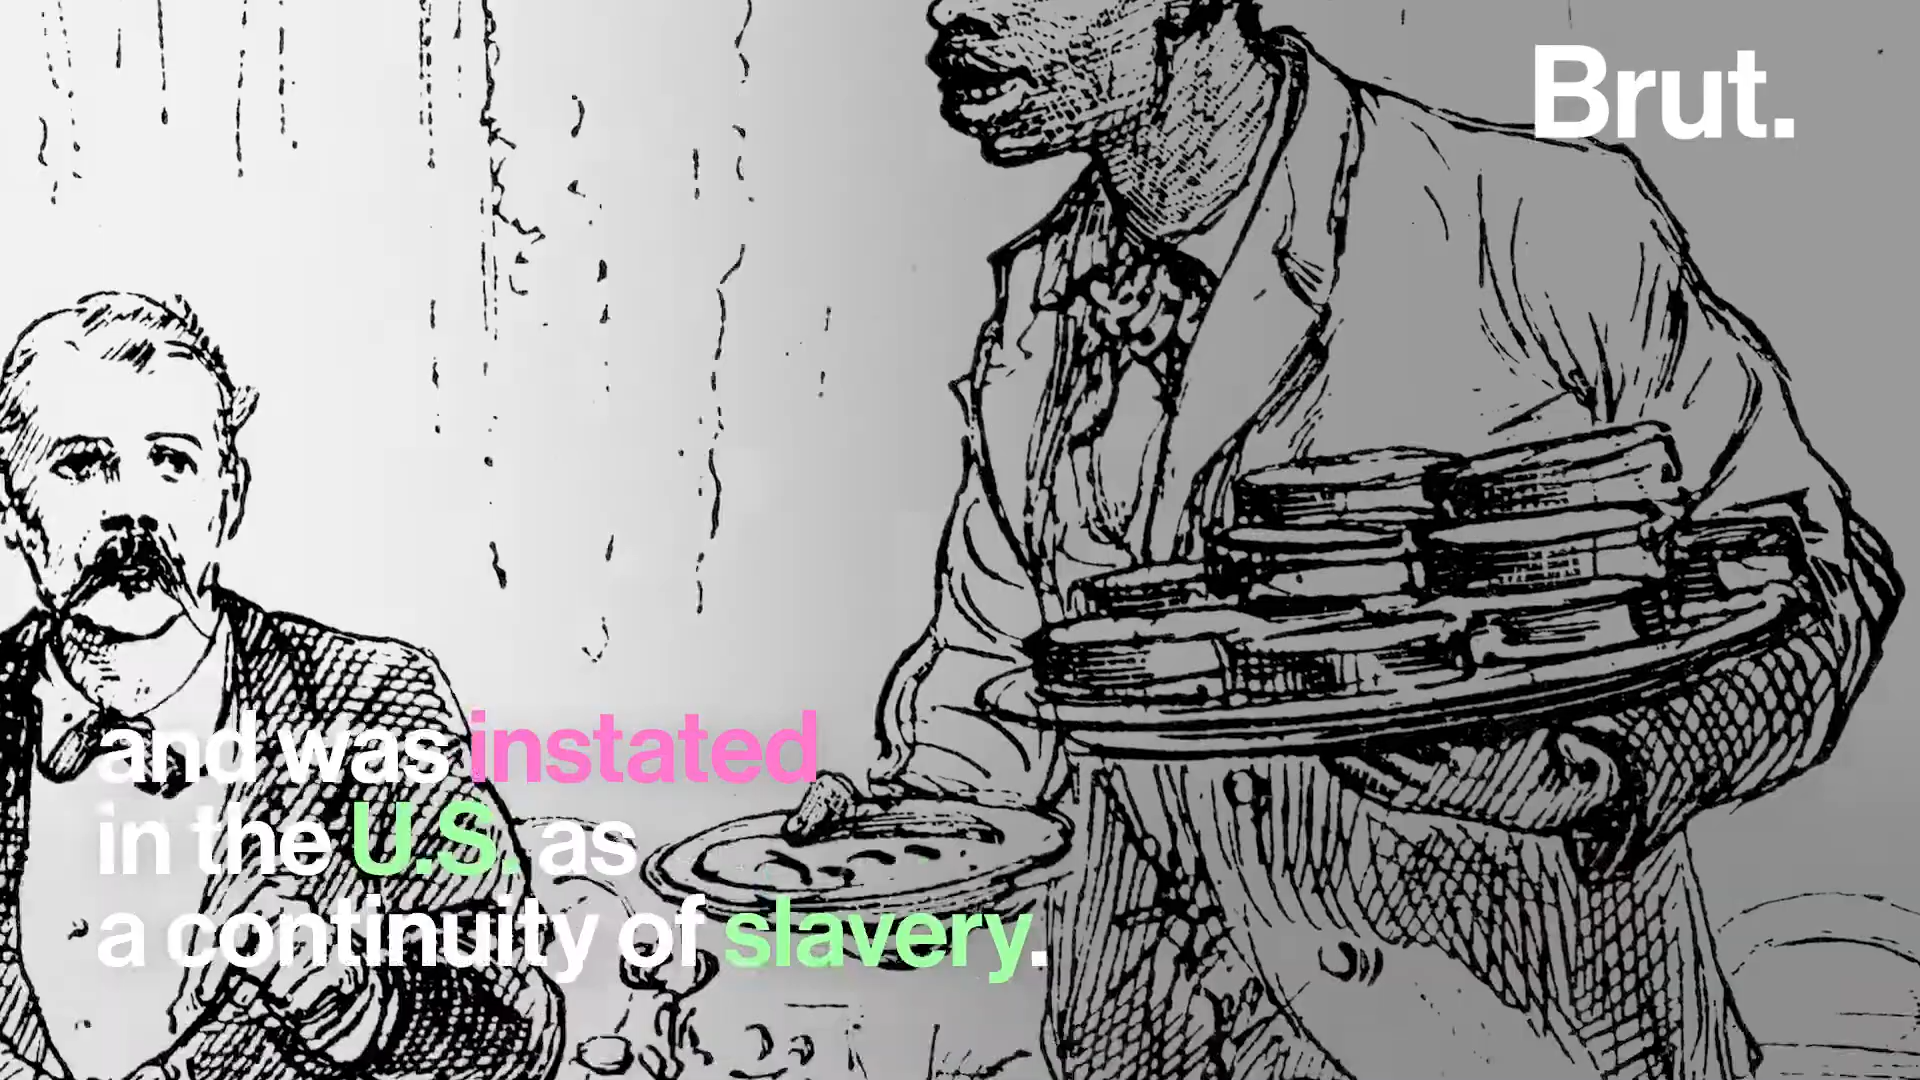 Brut.
and was instated
in the U.S. as
a continuity of slavery.